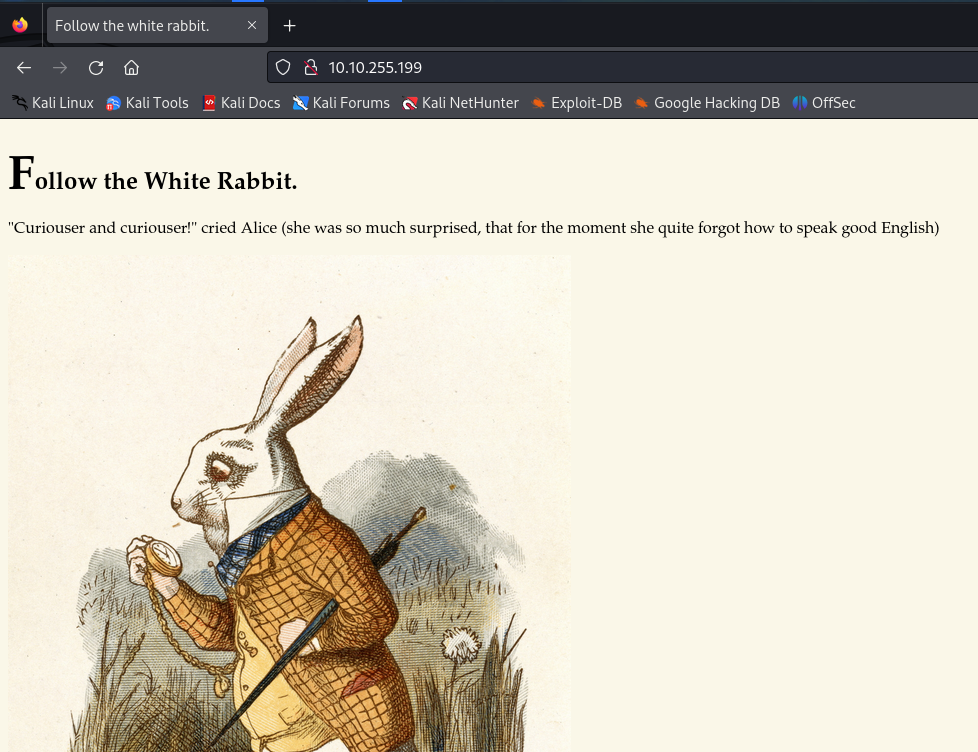 Follow the white rabbit.
10.10.255.199
Kali Linux Kali Tools Kali Docs Kali Forums Kali NetHunter Exploit-DB Google Hacking DB OffSec
Follow the White Rabbit.
"Curiouser and curiouser!" cried Alice (she was so much surprised, that for the moment she quite forgot how to speak good English)